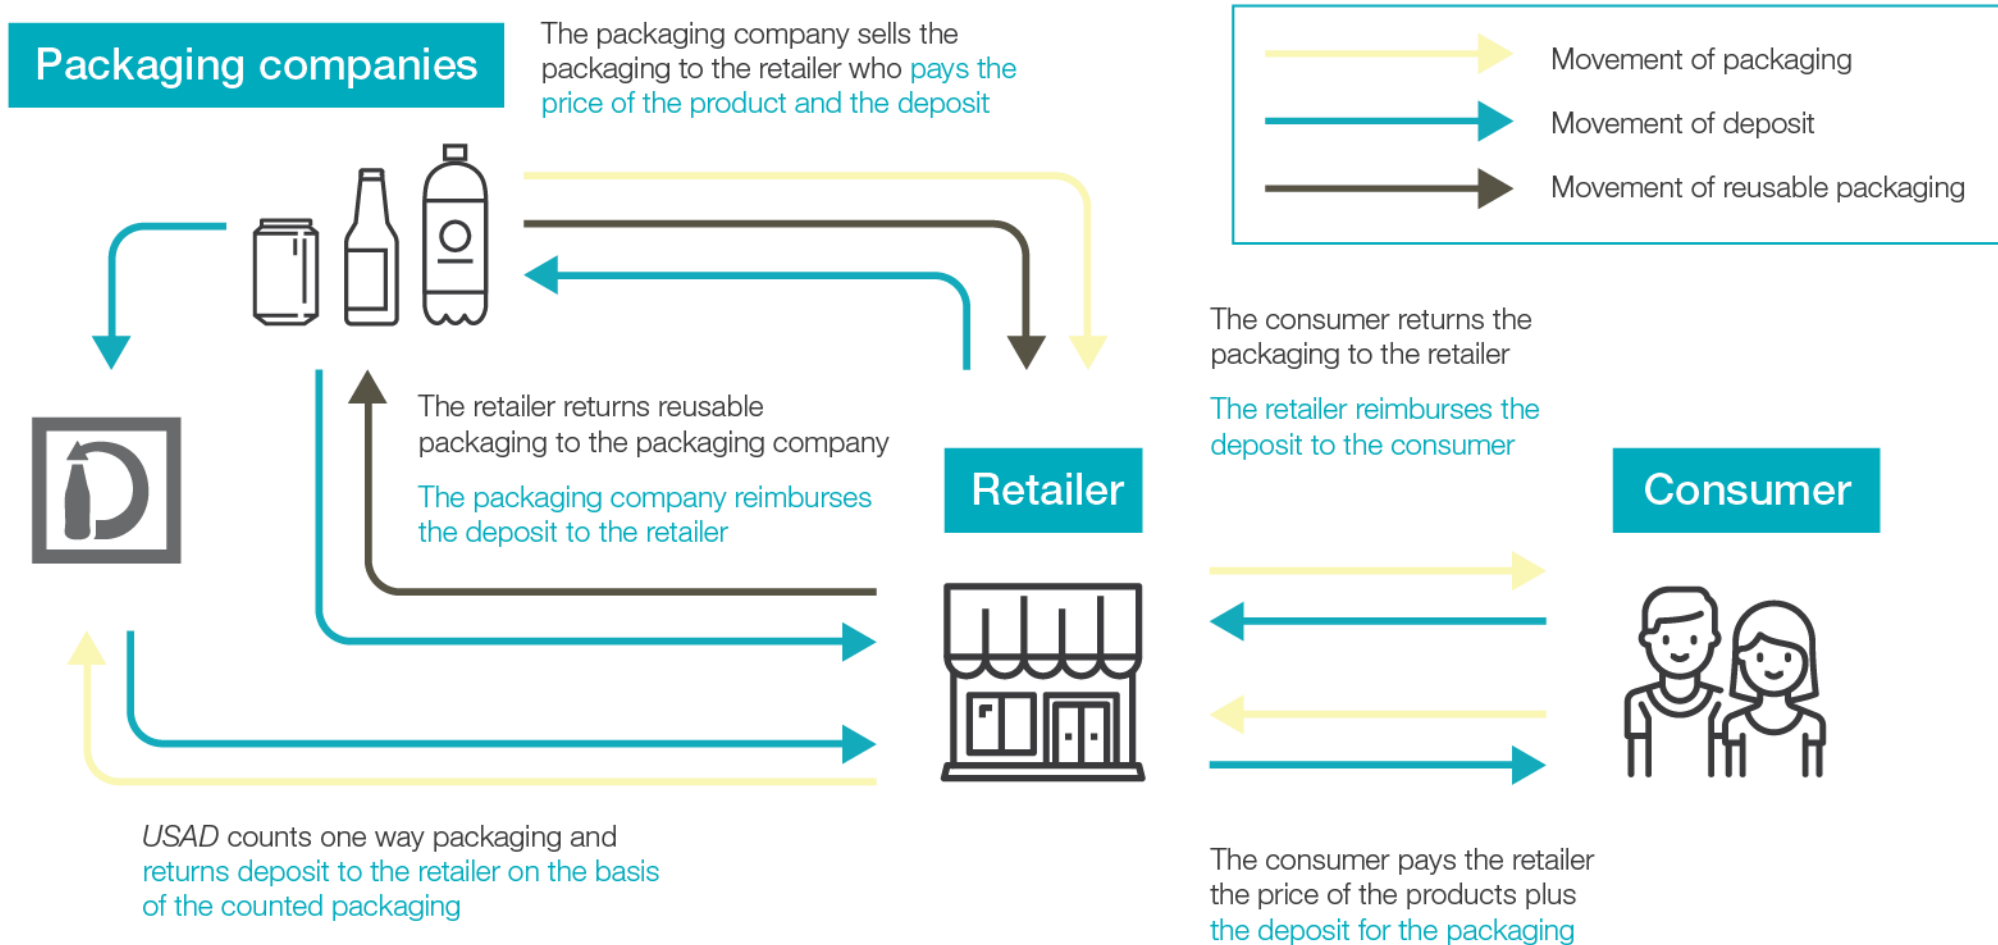 Packaging companies
The packaging company sells the
packaging to the retailer who pays the
price of the product and the deposit
Movement of packaging
Movement of deposit
Movement of reusable packaging
The consumer returns the
packaging to the retailer
The retailer reimburses the
deposit to the consumer
The retailer returns reusable
packaging to the packaging company
The packaging company reimburses
the deposit to the retailer
Retailer
Consumer
USAD counts one way packaging and
returns deposit to the retailer on the basis
of the counted packaging
The consumer pays the retailer
the price of the products plus
the deposit for the packaging